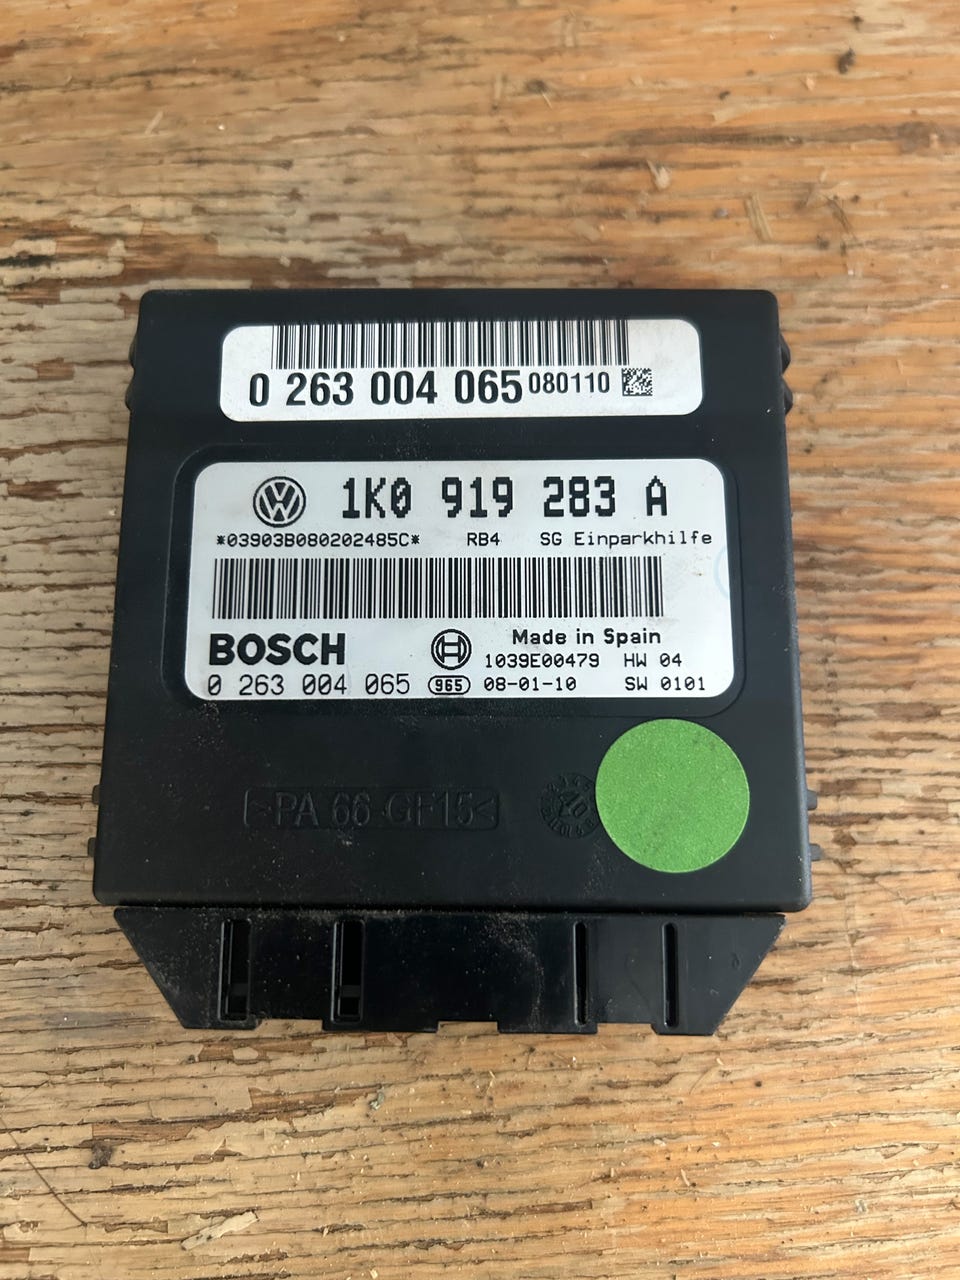 0 263 004 065 080110
1K0 919 283 A
*03903B080202485C* RB4 SG Einparkhilfe
BOSCH
Made in Spain
1039E00479 HW 04
0 263 004 065 965 08-01-10 SW 0101
>PA 66 GF15<